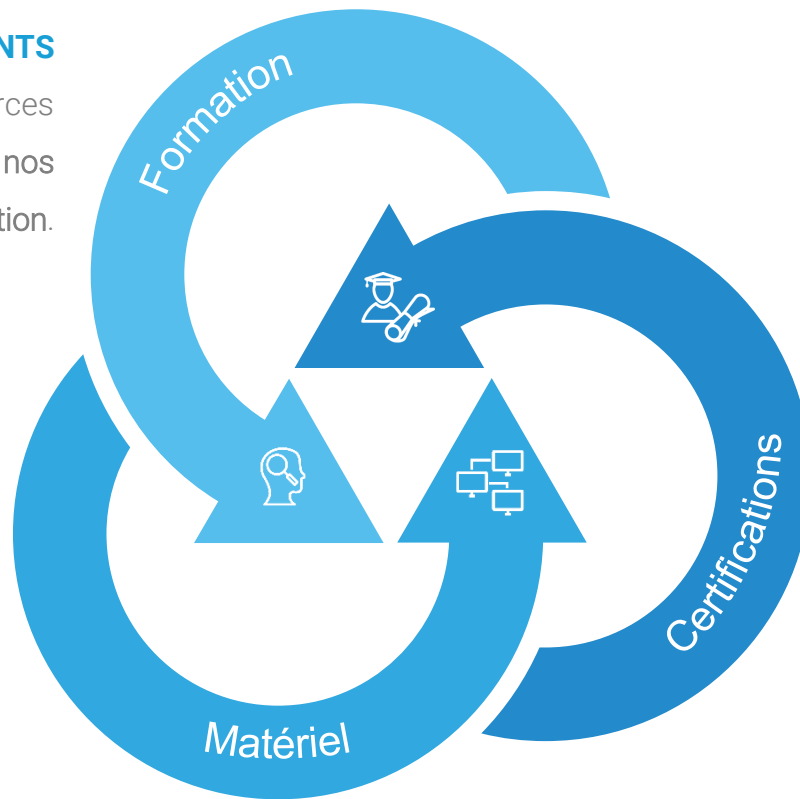 NTS
rces
nos
tion.
Formation
Certifications
Matériel